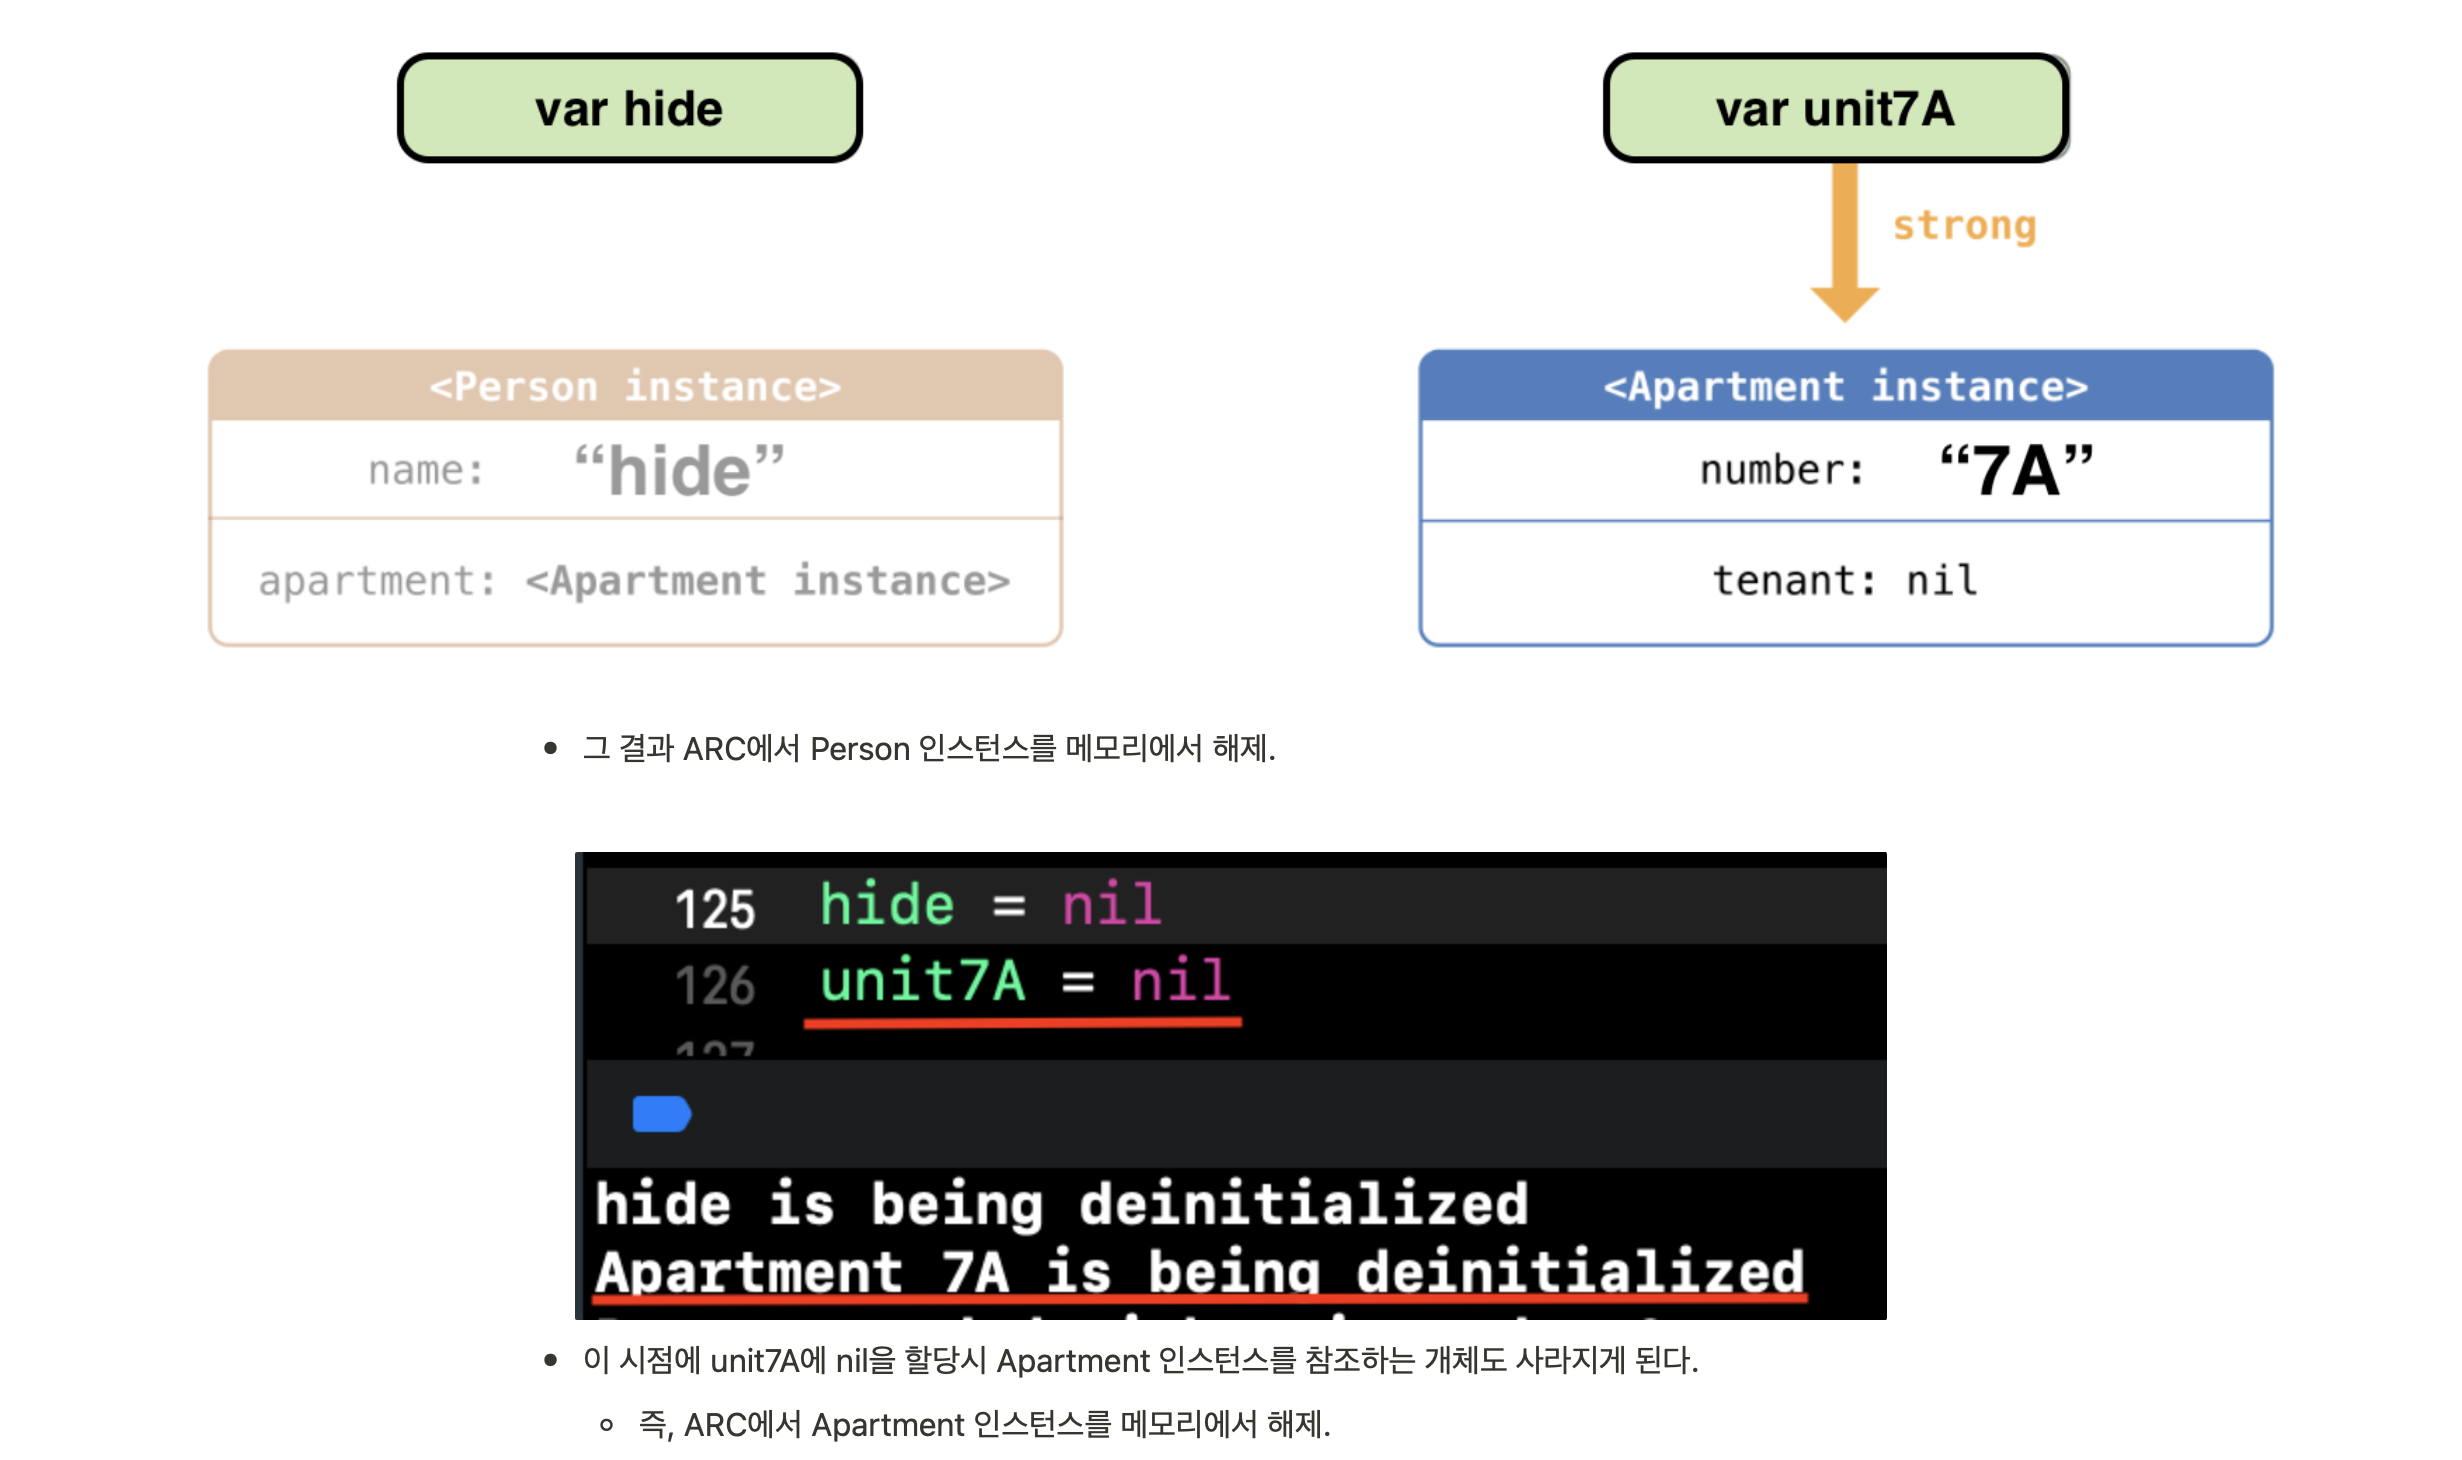 var hide
var unit7A
strong
<Person instance>
<Apartment instance>
name: “hide”
number: “7A”
apartment: <Apartment instance>
tenant: nil
• 그 결과 ARC에서 Person 인스턴스를 메모리에서 해제.
125 hide = nil
126 unit7A = nil
127
hide is being deinitialized
Apartment 7A is being deinitialized
• 이 시점에 unit7A에 nil을 할당시 Apartment 인스턴스를 참조하는 개체도 사라지게 된다.
◦ 즉, ARC에서 Apartment 인스턴스를 메모리에서 해제.